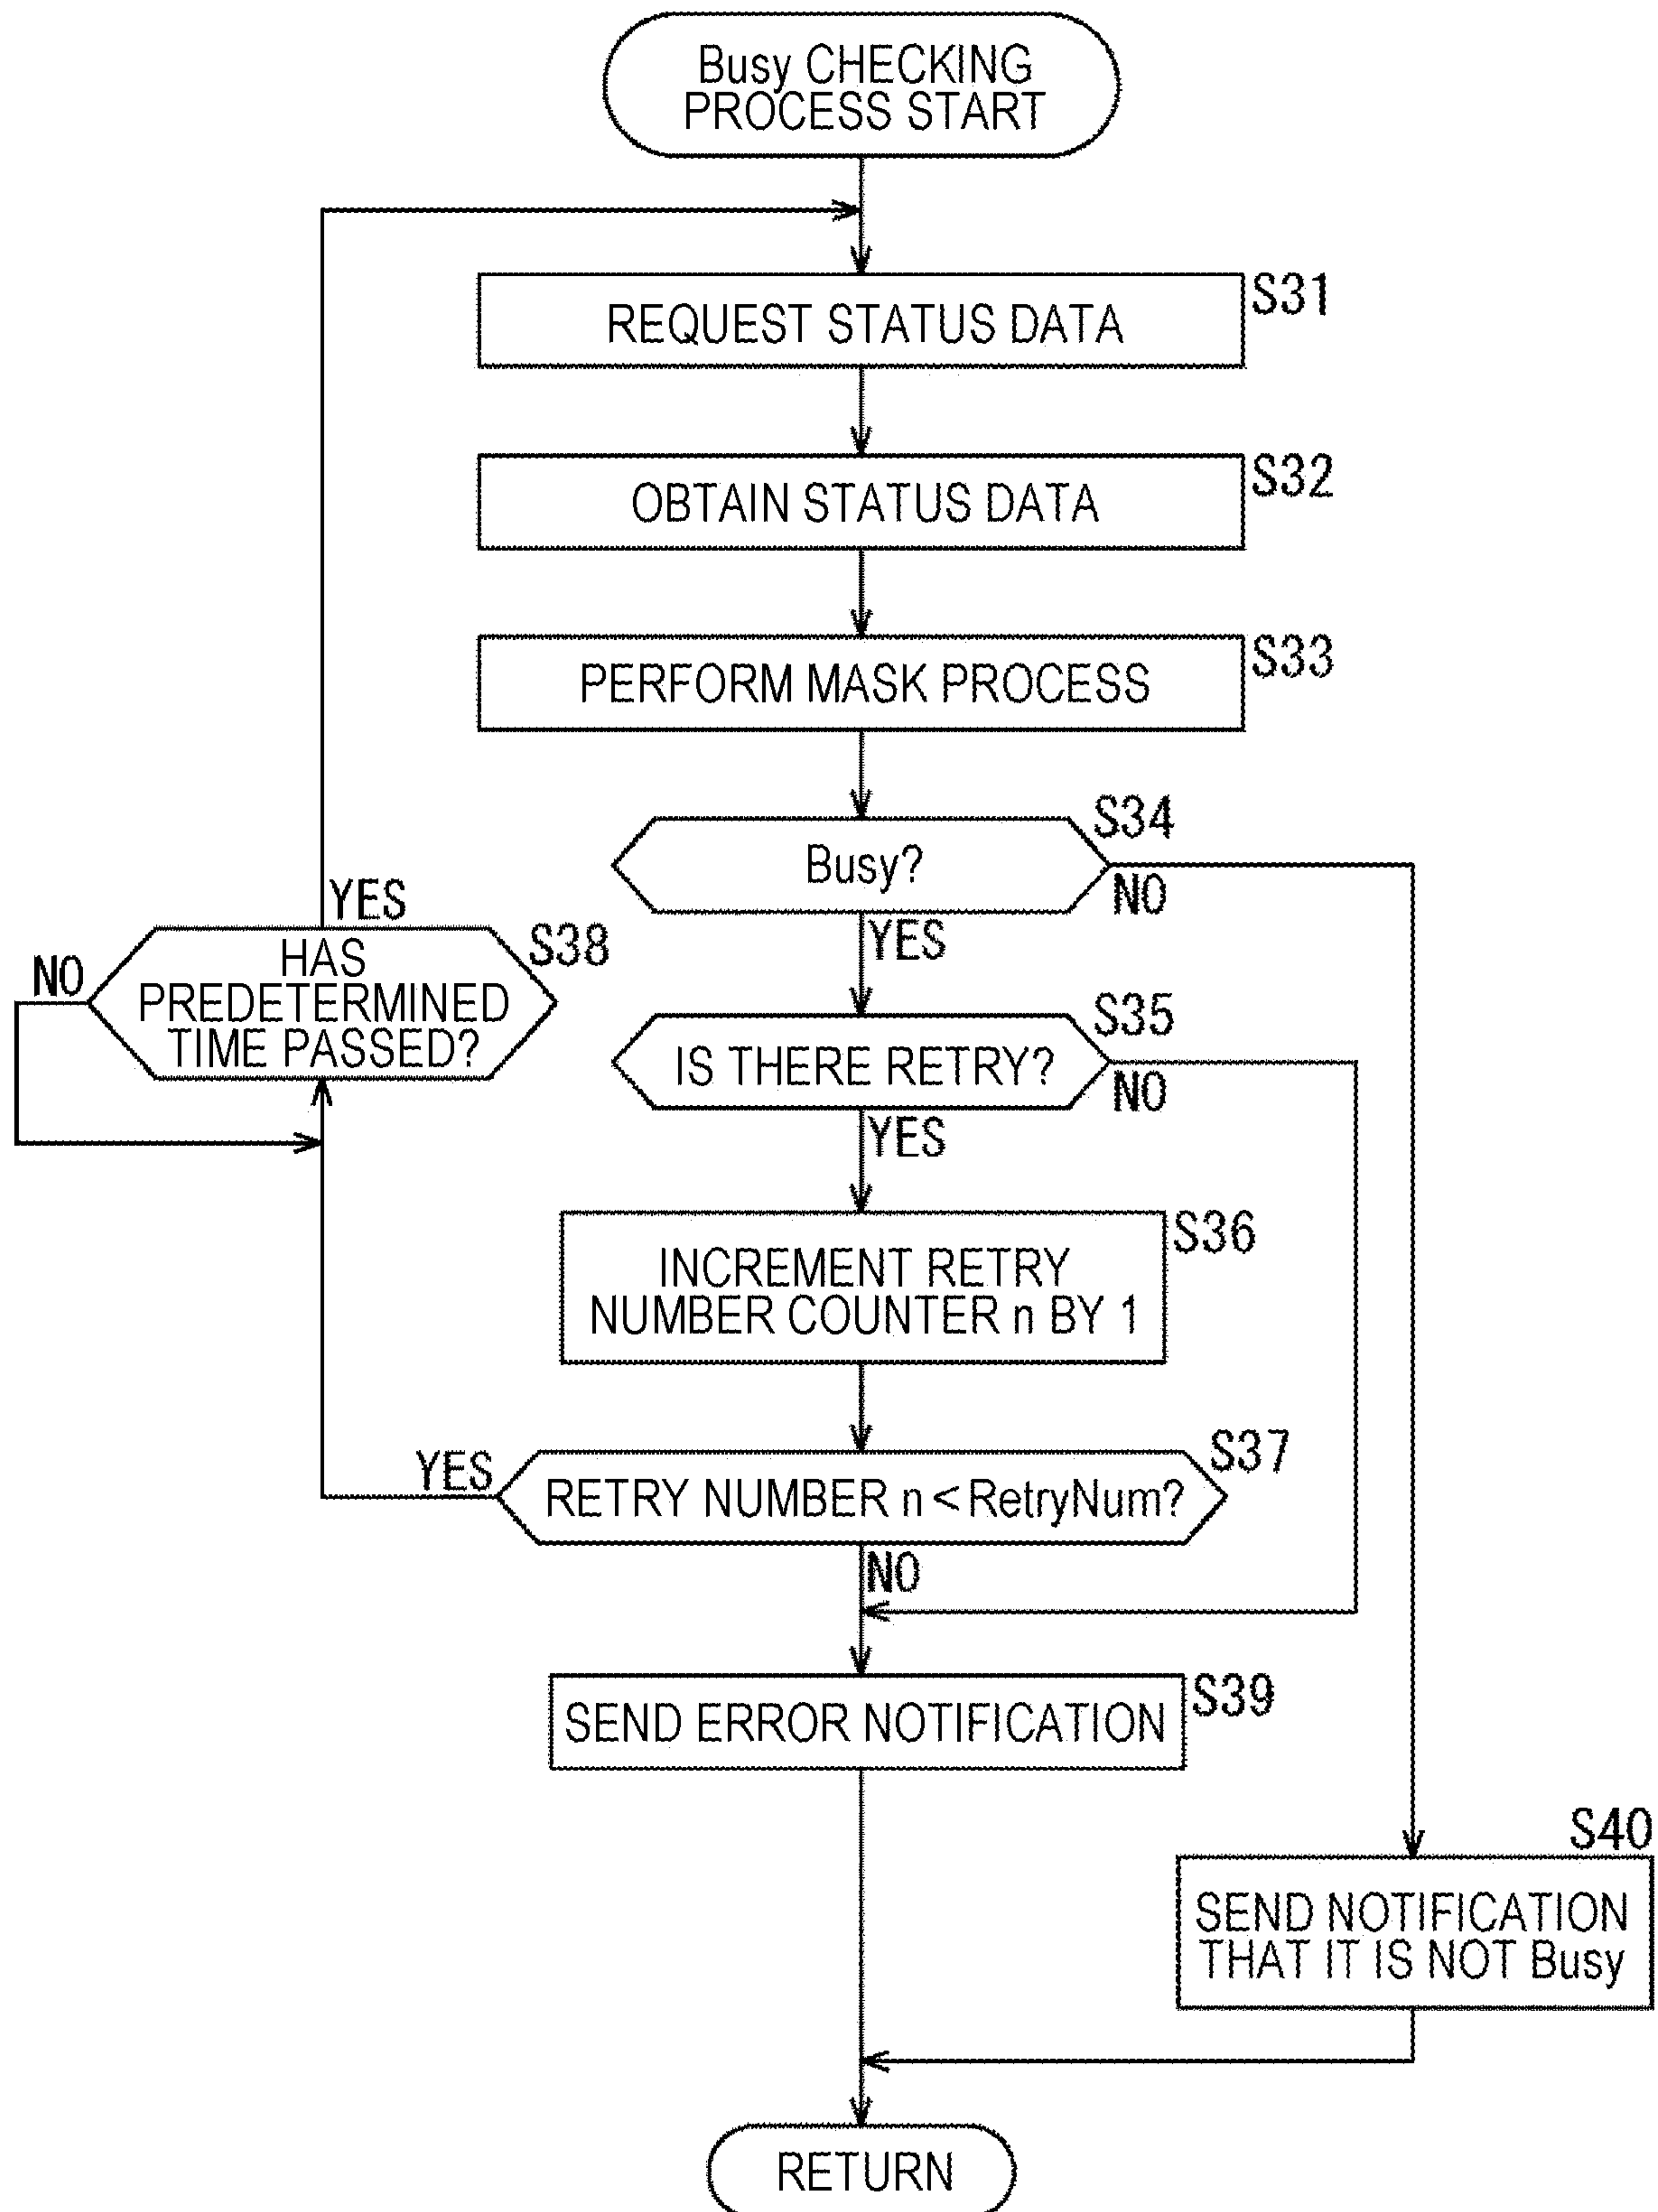 Busy CHECKING
PROCESS START
REQUEST STATUS DATA
S31
OBTAIN STATUS DATA
S32
PERFORM MASK PROCESS
S33
Busy?
S34
NO
YES
YES
HAS
PREDETERMINED
TIME PASSED?
S38
NO
IS THERE RETRY?
S35
NO
YES
INCREMENT RETRY
NUMBER COUNTER n BY 1
S36
RETRY NUMBER n < RetryNum?
S37
YES
NO
SEND ERROR NOTIFICATION
S39
S40
SEND NOTIFICATION
THAT IT IS NOT Busy
RETURN